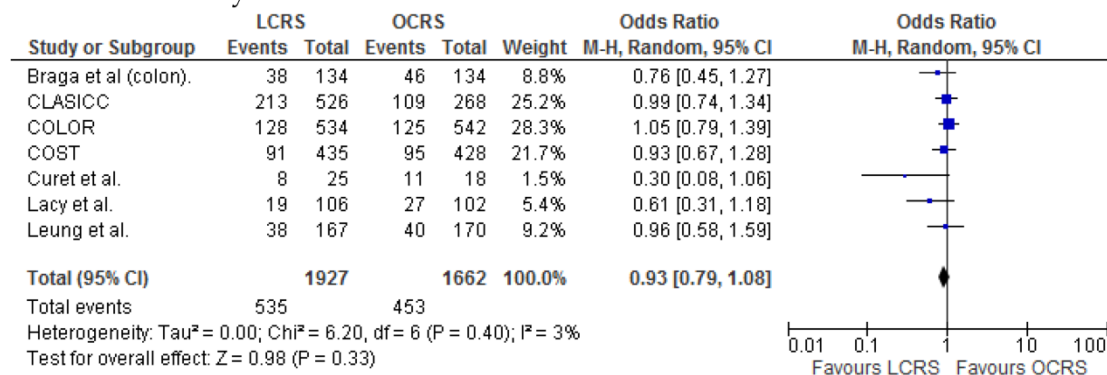 LCRS OCRS Odds Ratio Odds Ratio
Study or Subgroup Events Total Events Total Weight M-H, Random, 95% CI M-H, Random, 95% CI
Braga et al (colon). 38 134 46 134 8.8% 0.76 [0.45, 1.27]
CLASICC 213 526 109 268 25.2% 0.99 [0.74, 1.34]
COLOR 128 534 125 542 28.3% 1.05 [0.79, 1.39]
COST 91 435 95 428 21.7% 0.93 [0.67, 1.28]
Curet et al. 8 25 11 18 1.5% 0.30 [0.08, 1.06]
Lacy et al. 19 106 27 102 5.4% 0.61 [0.31, 1.18]
Leung et al. 38 167 40 170 9.2% 0.96 [0.58, 1.59]
Total (95% CI) 1927 1662 100.0% 0.93 [0.79, 1.08]
Total events 535 453
Heterogeneity: Tau² = 0.00; Chi² = 6.20, df = 6 (P = 0.40); I² = 3%
Test for overall effect: Z = 0.98 (P = 0.33)
0.01 0.1 1 10 100
Favours LCRS Favours OCRS